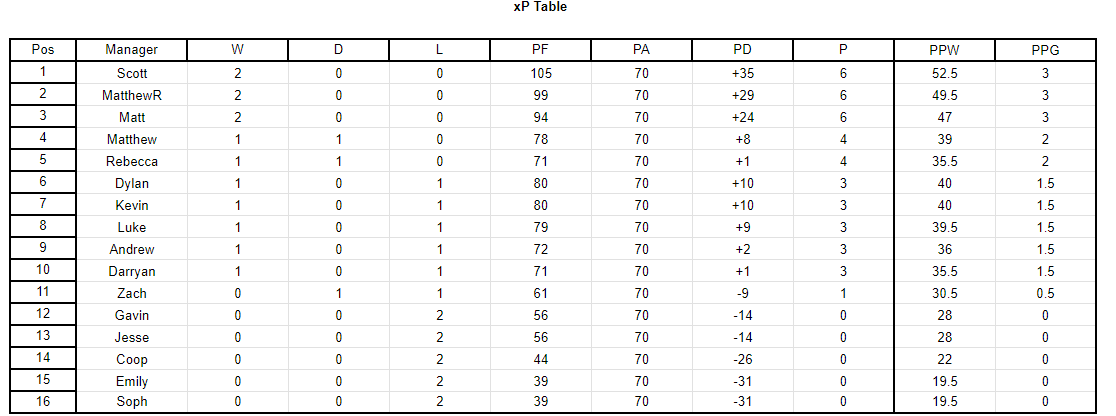 xP Table
Pos Manager W D L PF PA PD P PPW PPG
1 Scott 2 0 0 105 70 +35 6 52.5 3
2 MatthewR 2 0 0 99 70 +29 6 49.5 3
3 Matt 2 0 0 94 70 +24 6 47 3
4 Matthew 1 1 0 78 70 +8 4 39 2
5 Rebecca 1 1 0 71 70 +1 4 35.5 2
6 Dylan 1 0 1 80 70 +10 3 40 1.5
7 Kevin 1 0 1 80 70 +10 3 40 1.5
8 Luke 1 0 1 79 70 +9 3 39.5 1.5
9 Andrew 1 0 1 72 70 +2 3 36 1.5
10 Darryan 1 0 1 71 70 +1 3 35.5 1.5
11 Zach 0 1 1 61 70 -9 1 30.5 0.5
12 Gavin 0 0 2 56 70 -14 0 28 0
13 Jesse 0 0 2 56 70 -14 0 28 0
14 Coop 0 0 2 44 70 -26 0 22 0
15 Emily 0 0 2 39 70 -31 0 19.5 0
16 Soph 0 0 2 39 70 -31 0 19.5 0